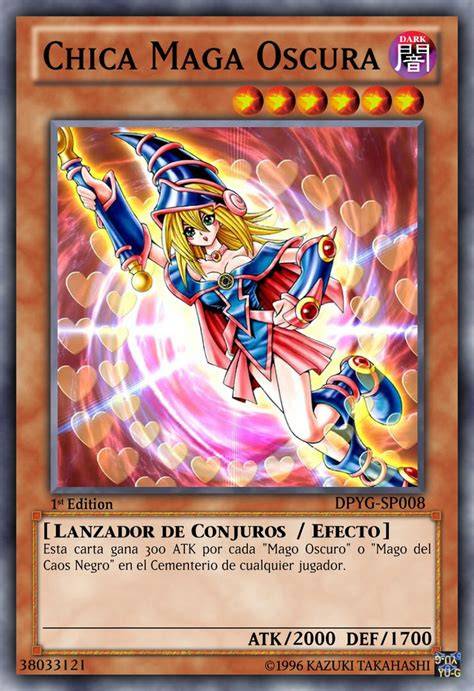 CHICA MAGA OSCURA
DARK
闇
1st Edition
DPYG-SP008
[LANZADOR DE CONJUROS / EFECTO]
Esta carta gana 300 ATK por cada "Mago Oscuro" o "Mago del
Caos Negro" en el Cementerio de cualquier jugador.
ATK/2000 DEF/1700
38033121
©1996 KAZUKI TAKAHASHI